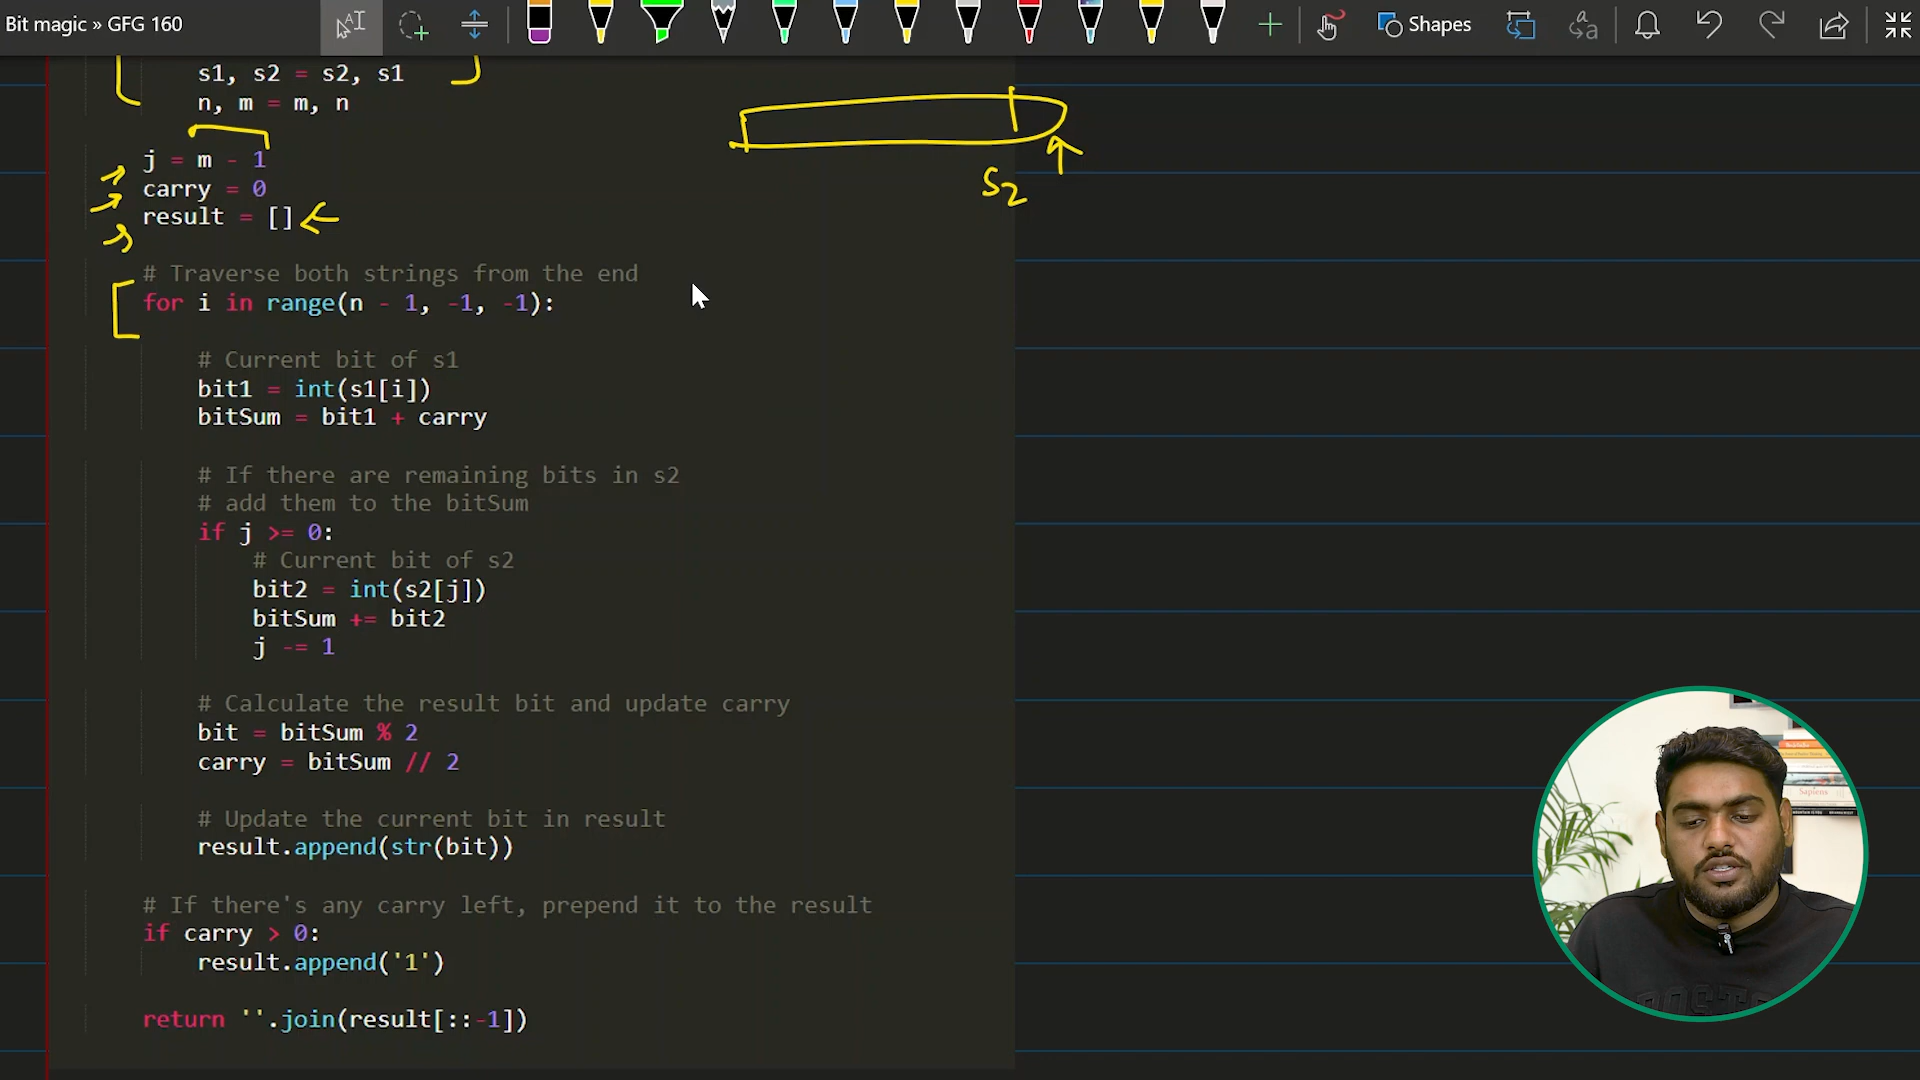 Bit magic » GFG 160
Shapes
s1, s2 = s2, s1
n, m = m, n
j = m - 1
carry = 0
result = []
s2
# Traverse both strings from the end
for i in range(n - 1, -1, -1):
# Current bit of s1
bit1 = int(s1[i])
bitSum = bit1 + carry
# If there are remaining bits in s2
# add them to the bitSum
if j >= 0:
# Current bit of s2
bit2 = int(s2[j])
bitSum += bit2
j -= 1
# Calculate the result bit and update carry
bit = bitSum % 2
carry = bitSum // 2
# Update the current bit in result
result.append(str(bit))
# If there's any carry left, prepend it to the result
if carry > 0:
result.append('1')
return ''.join(result[::-1])
Sapiens